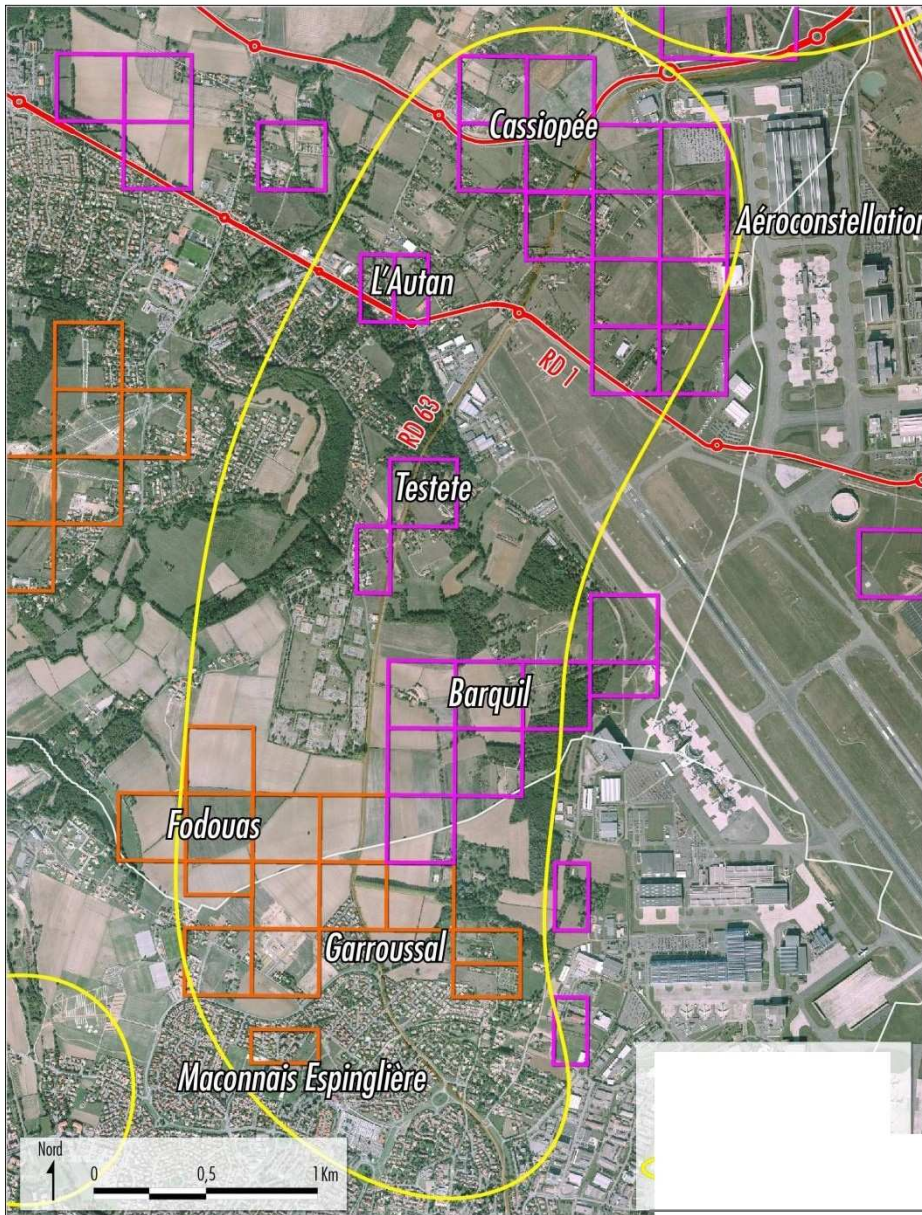 Cassiopée
Aéroconstellation
L'Autan
RD 1
RD 63
Testete
Barquil
Fodouas
Garroussal
Maconnais Espinglière
Nord
0 0,5 1 Km